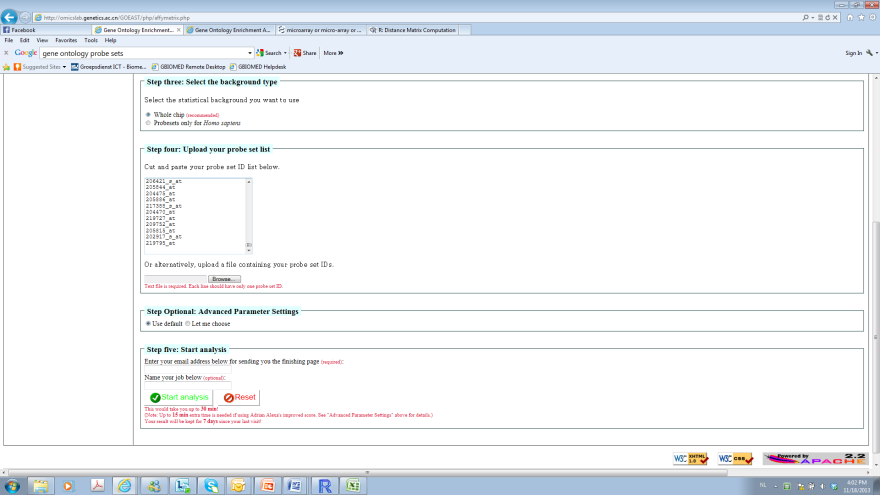 http://omicslab.genetics.ac.cn/GOEAST/php/affymetrix.php
Facebook
Gene Ontology Enrichment...
Gene Ontology Enrichment A...
microarray or micro-array or...
R: Distance Matrix Computation
File Edit View Favorites Tools Help
Google gene ontology probe sets
Search Share More »
Sign In
Suggested Sites
Groepsdienst ICT - Biome...
GBIOMED Remote Desktop
GBIOMED Helpdesk
Step three: Select the background type
Select the statistical background you want to use
Whole chip (recommended)
Probesets only for Homo sapiens
Step four: Upload your probe set list
Cut and paste your probe set ID list below.
206421_s_at
205544_at
204475_at
205886_at
217388_s_at
204470_at
219727_at
209752_at
205815_at
202917_s_at
219795_at
Or alternatively, upload a file containing your probe set IDs.
Browse...
Text file is required. Each line should have only one probe set ID.
Step Optional: Advanced Parameter Settings
Use default Let me choose
Step five: Start analysis
Enter your email address below for sending you the finishing page (required):
Name your job below (optional):
Start analysis Reset
This would take you up to 30 min!
(Note: Up to 15 min extra time is needed if using Adrian Alexa's improved score. See "Advanced Parameter Settings" above for details.)
Your result will be kept for 7 days since your last visit!
W3C XHTML 1.0
W3C css
Powered by APACHE 2.2
NL
4:02 PM
11/16/2013